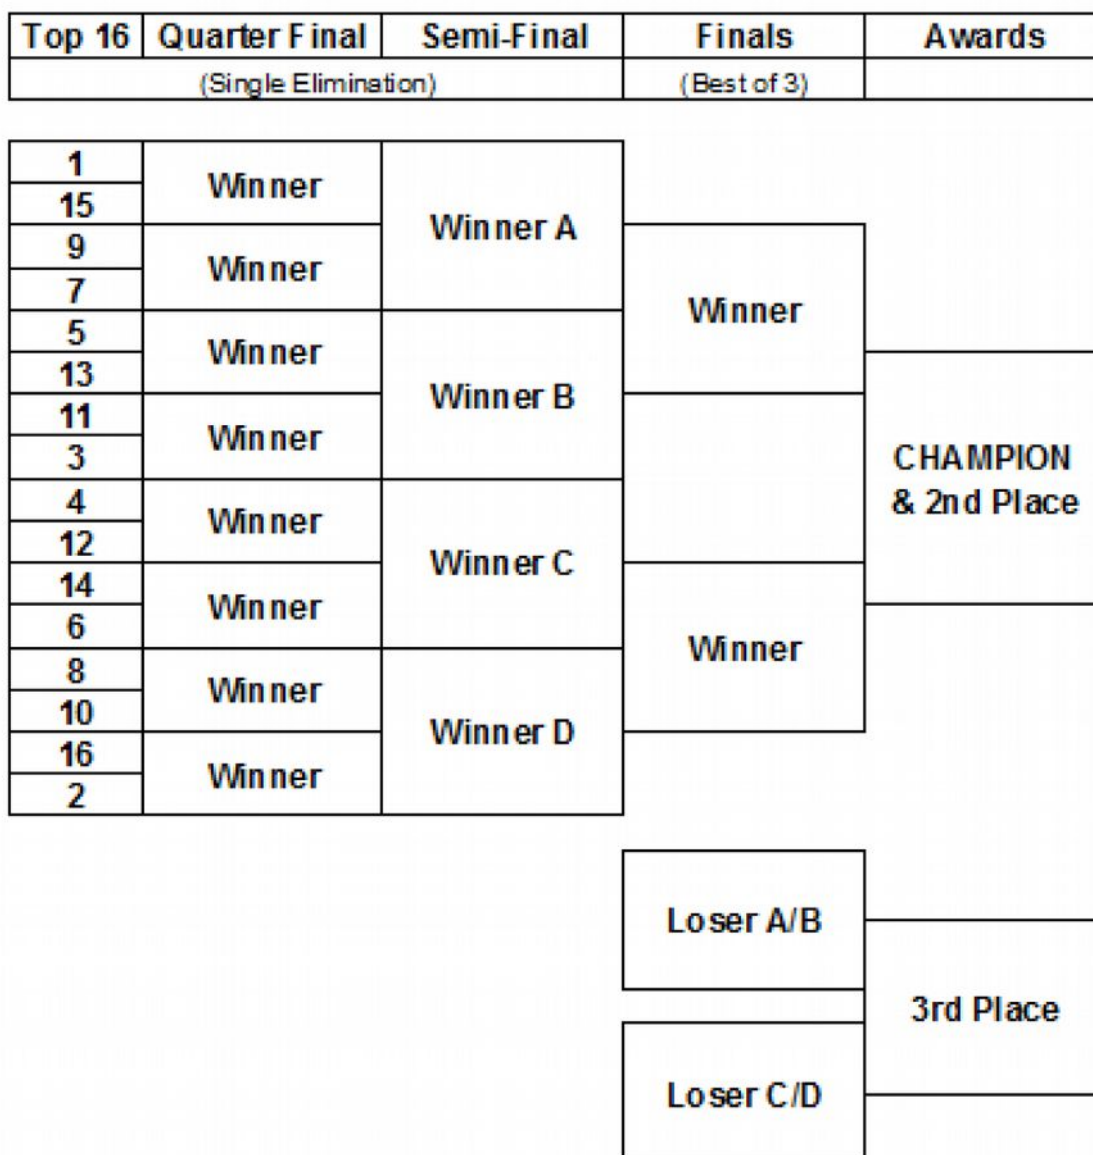 Top 16 Quarter Final Semi-Final Finals Awards
(Single Elimination) (Best of 3)
1
Winner
15
Winner A
9
Winner
7
Winner
5
Winner
13
Winner B
11
Winner
3
CHAMPION
& 2nd Place
4
Winner
12
Winner C
14
Winner
6
Winner
8
Winner
10
Winner D
16
Winner
2
Loser A/B
3rd Place
Loser C/D